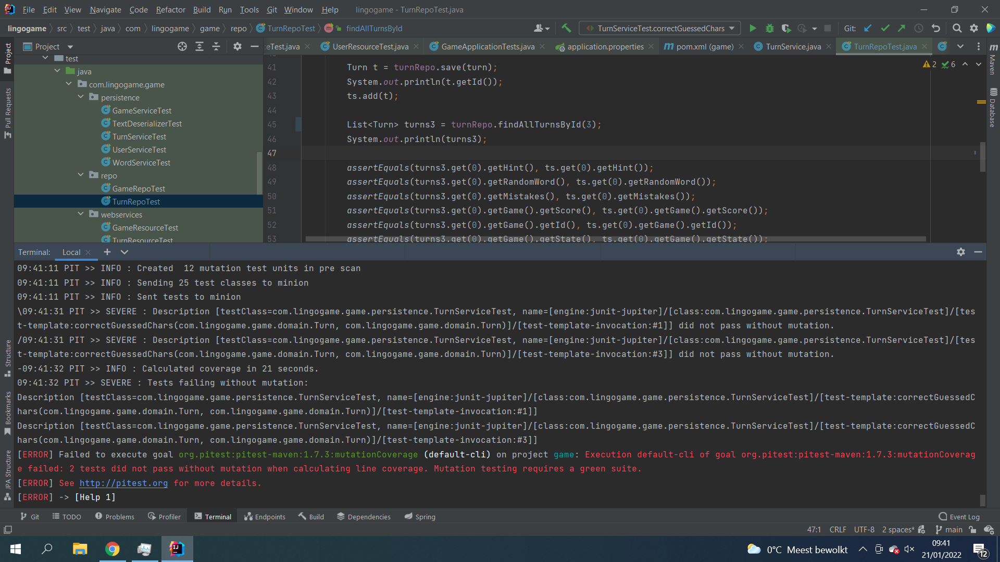 File Edit View Navigate Code Refactor Build Run Tools Git Window Help lingogame - TurnRepoTest.java
lingogame src test java com lingogame game repo TurnRepoTest findAllTurnsById TurnServiceTest.correctGuessedChars Git:
Project eTest.java UserResourceTest.java GameApplicationTests.java application.properties pom.xml (game) TurnService.java TurnRepoTest.java
Project
Pull Requests
Structure
Bookmarks
JPA Structure
Maven
Database
test
java
com.lingogame.game
persistence
GameServiceTest
TextDeserializerTest
TurnServiceTest
UserServiceTest
WordServiceTest
repo
GameRepoTest
TurnRepoTest
webservices
GameResourceTest
TurnResourceTest
2 6
41 Turn t = turnRepo.save(turn);
42 System.out.println(t.getId());
43 ts.add(t);
44
45 List<Turn> turns3 = turnRepo.findAllTurnsById(3);
46 System.out.println(turns3);
47
48 assertEquals(turns3.get(0).getHint(), ts.get(0).getHint());
49 assertEquals(turns3.get(0).getRandomWord(), ts.get(0).getRandomWord());
50 assertEquals(turns3.get(0).getMistakes(), ts.get(0).getMistakes());
51 assertEquals(turns3.get(0).getGame().getScore(), ts.get(0).getGame().getScore());
52 assertEquals(turns3.get(0).getGame().getId(), ts.get(0).getGame().getId());
53 assertEquals(turns3.get(0).getGame().getState(), ts.get(0).getGame().getState());
Terminal: Local
09:41:11 PIT >> INFO : Created  12 mutation test units in pre scan
09:41:11 PIT >> INFO : Sending 25 test classes to minion
09:41:11 PIT >> INFO : Sent tests to minion
\09:41:31 PIT >> SEVERE : Description [testClass=com.lingogame.game.persistence.TurnServiceTest, name=[engine:junit-jupiter]/[class:com.lingogame.game.persistence.TurnServiceTest]/[tes
t-template:correctGuessedChars(com.lingogame.game.domain.Turn, com.lingogame.game.domain.Turn)]/[test-template-invocation:#1]] did not pass without mutation.
/09:41:31 PIT >> SEVERE : Description [testClass=com.lingogame.game.persistence.TurnServiceTest, name=[engine:junit-jupiter]/[class:com.lingogame.game.persistence.TurnServiceTest]/[tes
t-template:correctGuessedChars(com.lingogame.game.domain.Turn, com.lingogame.game.domain.Turn)]/[test-template-invocation:#3]] did not pass without mutation.
-09:41:32 PIT >> INFO : Calculated coverage in 21 seconds.
09:41:32 PIT >> SEVERE : Tests failing without mutation:
Description [testClass=com.lingogame.game.persistence.TurnServiceTest, name=[engine:junit-jupiter]/[class:com.lingogame.game.persistence.TurnServiceTest]/[test-template:correctGuessedC
hars(com.lingogame.game.domain.Turn, com.lingogame.game.domain.Turn)]/[test-template-invocation:#1]]
Description [testClass=com.lingogame.game.persistence.TurnServiceTest, name=[engine:junit-jupiter]/[class:com.lingogame.game.persistence.TurnServiceTest]/[test-template:correctGuessedC
hars(com.lingogame.game.domain.Turn, com.lingogame.game.domain.Turn)]/[test-template-invocation:#3]]
[ERROR] Failed to execute goal org.pitest:pitest-maven:1.7.3:mutationCoverage (default-cli) on project game: Execution default-cli of goal org.pitest:pitest-maven:1.7.3:mutationCoverag
e failed: 2 tests did not pass without mutation when calculating line coverage. Mutation testing requires a green suite.
[ERROR] See http://pitest.org for more details.
[ERROR] -> [Help 1]
Git TODO Problems Profiler Terminal Endpoints Build Dependencies Spring Event Log
47:1 CRLF UTF-8 2 spaces* main
0°C Meest bewolkt
09:41
21/01/2022
12